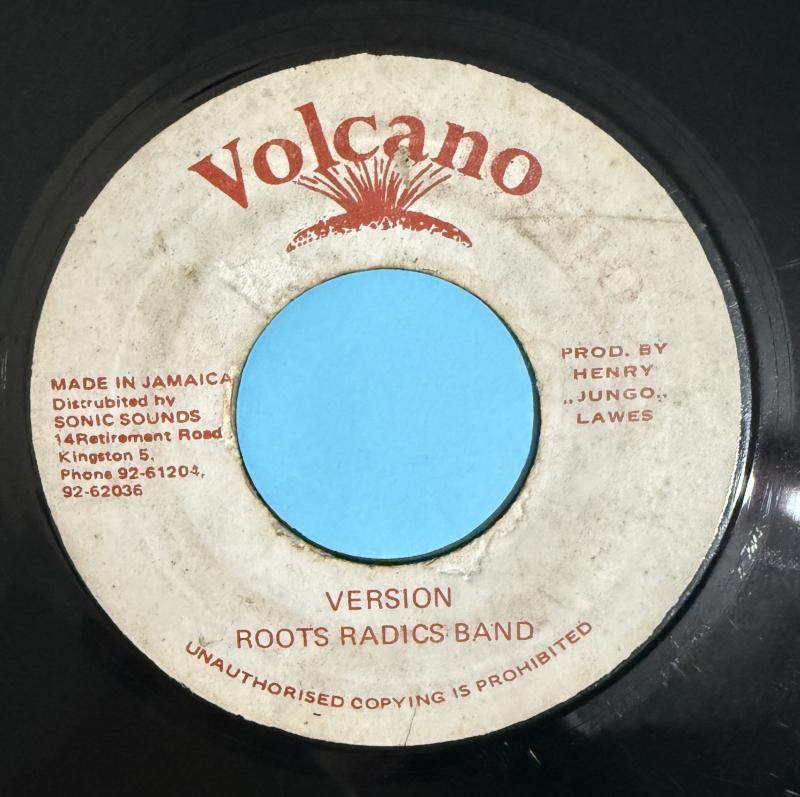 Volcano
MADE IN JAMAICA
Distrubited by
SONIC SOUNDS
14Retirement Road
Kingston 5.
Phone 92-61204,
92-62036
PROD. BY
HENRY
,,JUNGO,,
LAWES
VERSION
ROOTS RADICS BAND
UNAUTHORISED COPYING IS PROHIBITED